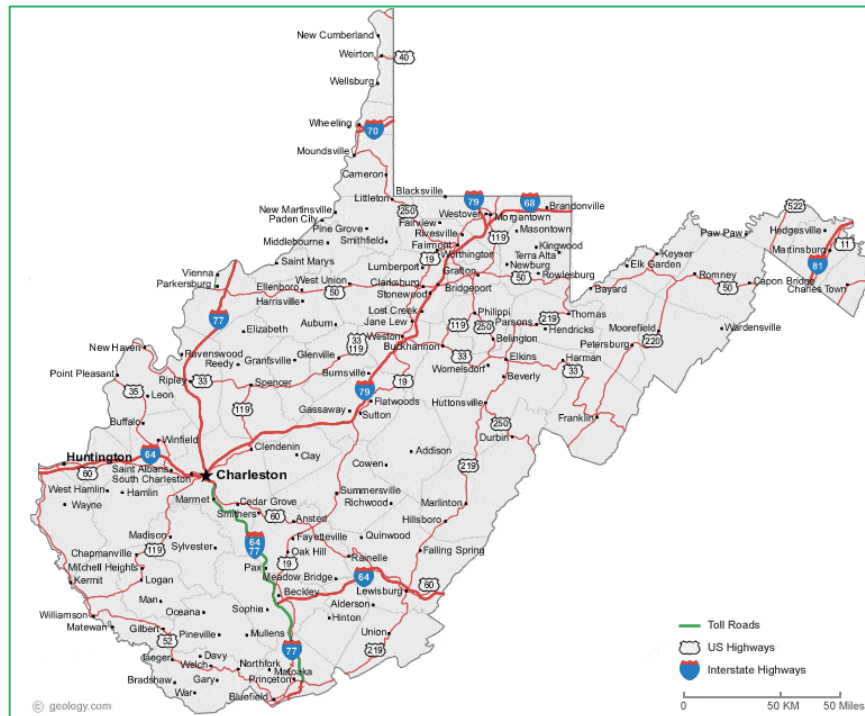 New Cumberland
Weirton
40
Wellsburg
Wheeling
70
Moundsville
Cameron
Littleton
Blacksville
79
68
Brandonville
New Martinsville
Paden City
250
Westover
Morgantown
522
Fairview
Pine Grove
Rivesville
119
Masontown
Hedgesville
Middlebourne
Smithfield
Fairmont
Kingwood
Paw Paw
Martinsburg
11
19
Worthington
Terra Alta
Keyser
Saint Marys
Lumberport
Newburg
Elk Garden
81
Vienna
Grafton
Rowlesburg
Romney
Parkersburg
Ellenboro
West Union
Clarksburg
50
Capon Bridge
50
Stonewood
Bridgeport
Bayard
50
Charles Town
Harrisville
77
Lost Creek
Philippi
Thomas
Elizabeth
Auburn
Jane Lew
119
250
Parsons
219
Hendricks
Moorefield
Wardensville
Weston
Belington
220
New Haven
33
119
Buckhannon
Petersburg
Ravenswood
Reedy
Grantsville
Glenville
33
Elkins
Harman
Point Pleasant
Burnsville
Womelsdorf
33
Ripley
33
Spencer
19
Beverly
35
Leon
79
Flatwoods
Huttonsville
119
Gassaway
Sutton
Franklin
Buffalo
250
Durbin
Winfield
64
Clendenin
Clay
Addison
Huntington
Cowen
219
60
Saint Albans
Charleston
South Charleston
West Hamlin
Hamlin
Summersville
Wayne
Marmet
Cedar Grove
Richwood
Marlinton
Smithers
60
Ansted
Hillsboro
Madison
Fayetteville
Quinwood
119
Sylvester
64
77
Chapmanville
Oak Hill
Falling Spring
Mitchell Heights
Pax
19
Rainelle
Kermit
Logan
Meadow Bridge
64
60
Man
Beckley
Lewisburg
Oceana
Sophie
Alderson
Williamson
Hinton
Matewan
Gilbert
Pineville
Mullens
Union
52
77
219
Iaeger
Davy
Welch
Northfork
Matoaka
Bradshaw
Gary
Princeton
War
Bluefield
Toll Roads
US Highways
Interstate Highways
0 50 KM 50 Miles
© geology.com